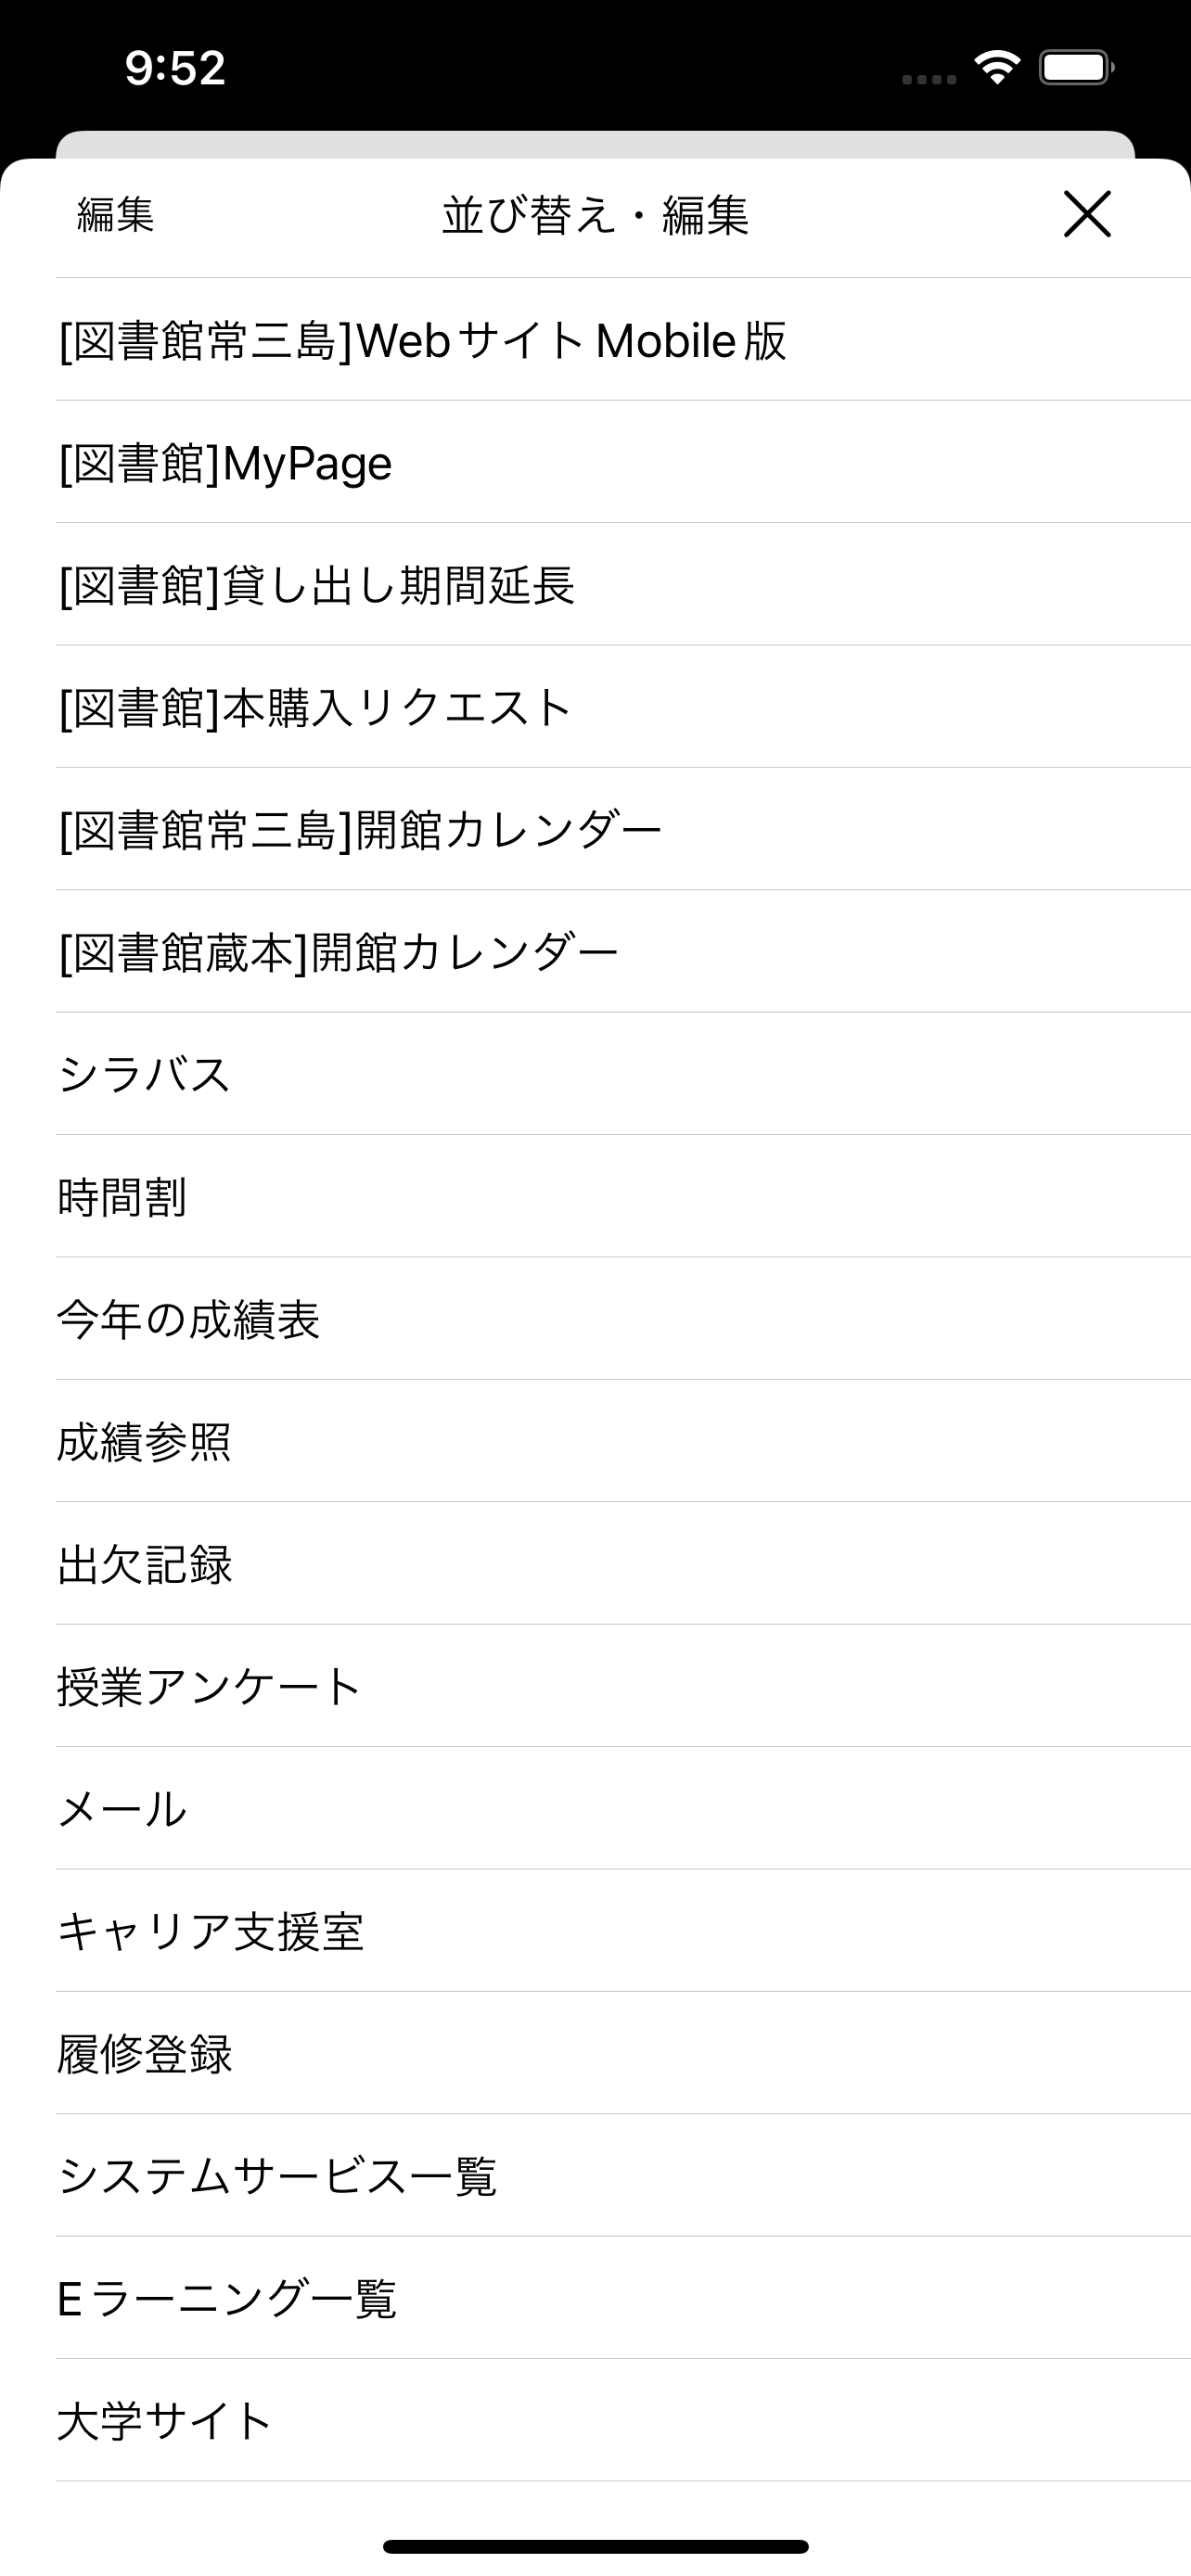 9:52
編集
並び替え・編集
[図書館常三島]WebサイトMobile版
[図書館]MyPage
[図書館]貸し出し期間延長
[図書館]本購入リクエスト
[図書館常三島]開館カレンダー
[図書館蔵本]開館カレンダー
シラバス
時間割
今年の成績表
成績参照
出欠記録
授業アンケート
メール
キャリア支援室
履修登録
システムサービス一覧
Eラーニング一覧
大学サイト